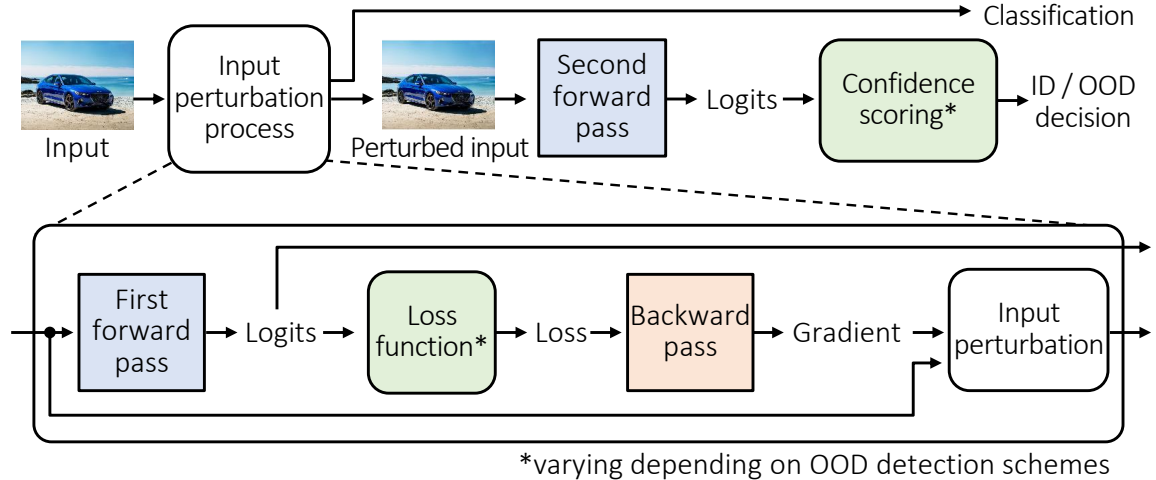 Classification
Input
perturbation
process
Second
forward
pass
Logits
Confidence
scoring*
ID / OOD
decision
Input
Perturbed input
First
forward
pass
Logits
Loss
function*
Loss
Backward
pass
Gradient
Input
perturbation
*varying depending on OOD detection schemes